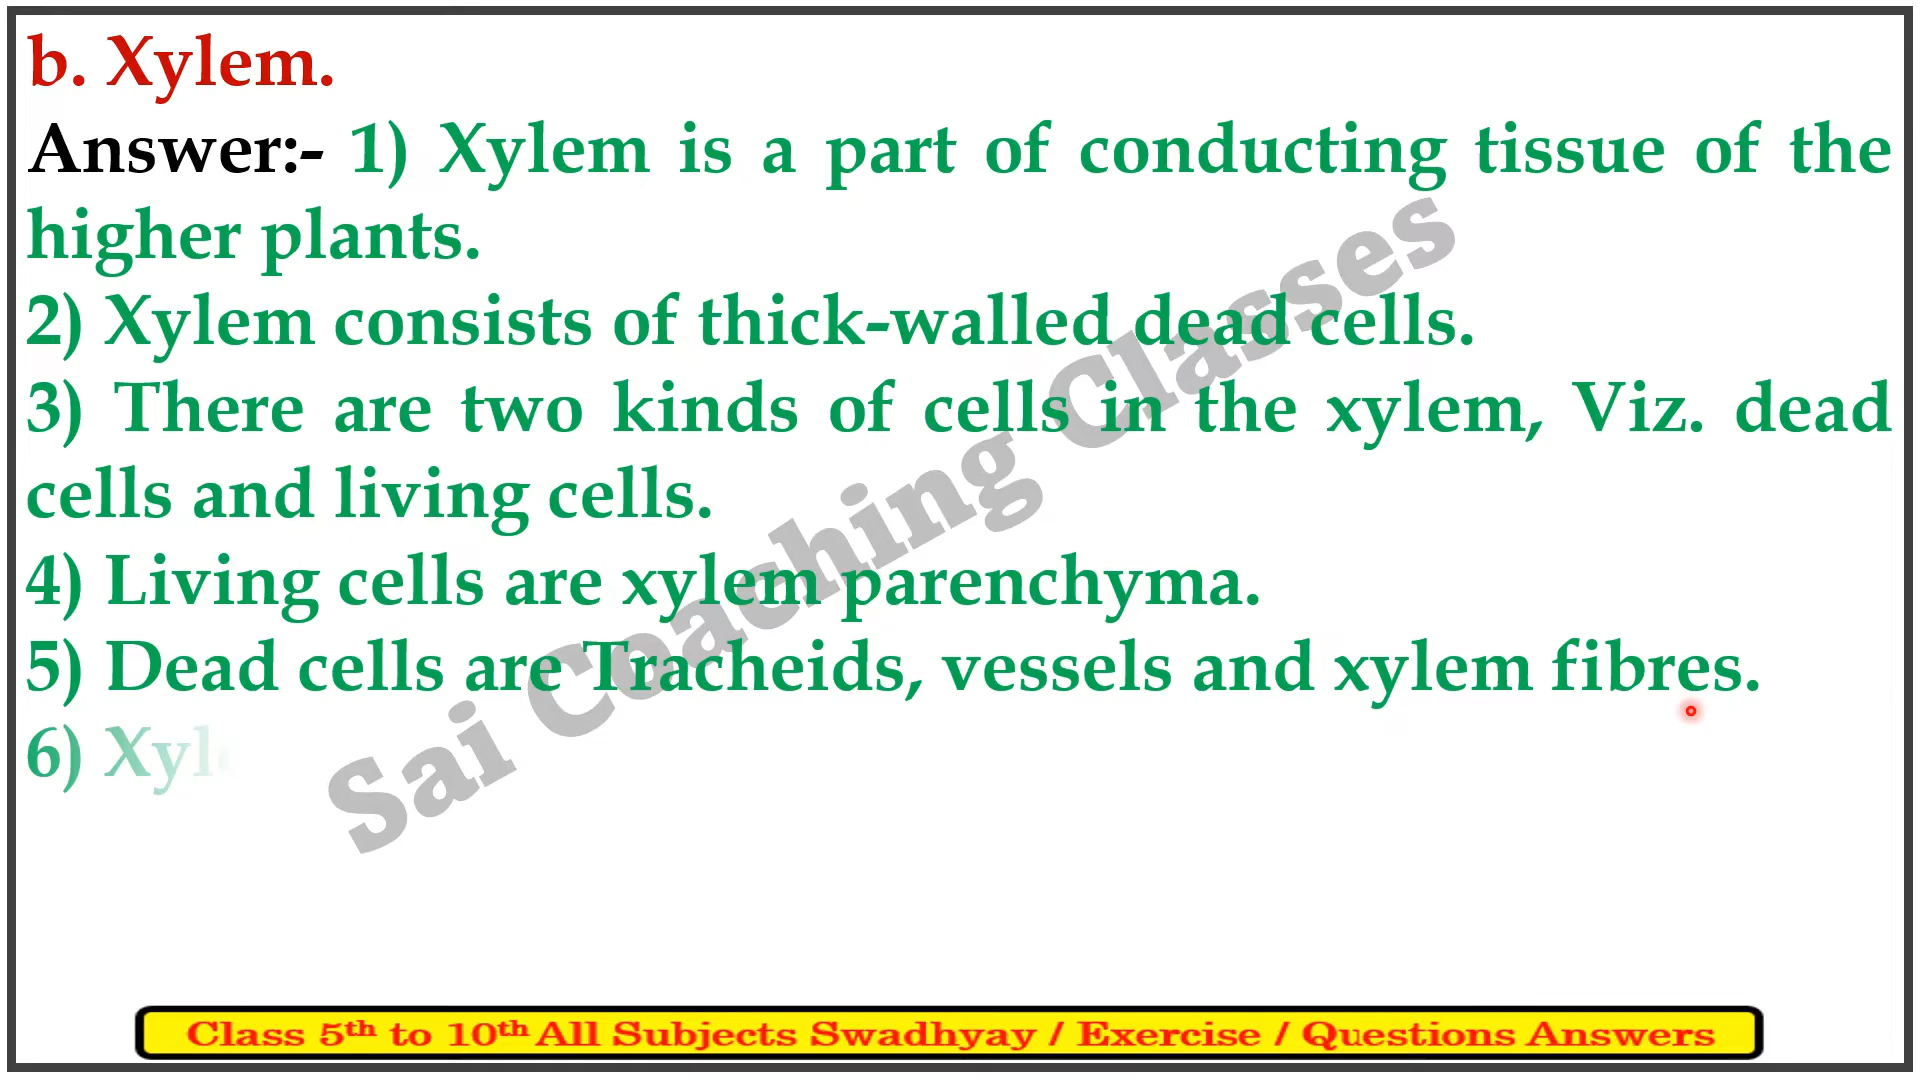 b. Xylem.
Answer:- 1) Xylem is a part of conducting tissue of the
higher plants.
2) Xylem consists of thick-walled dead cells.
3) There are two kinds of cells in the xylem, Viz. dead
cells and living cells.
4) Living cells are xylem parenchyma.
5) Dead cells are Tracheids, vessels and xylem fibres.
6) Xyl
Sai Coaching Classes
Class 5th to 10th All Subjects Swadhyay / Exercise / Questions Answers